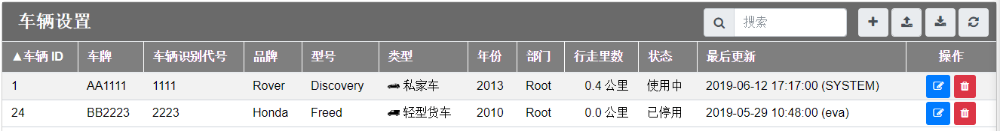 车辆设置 搜索
▲车辆 ID 车牌 车辆识别代号 品牌 型号 类型 年份 部门 行走里数 状态 最后更新 操作
1 AA1111 1111 Rover Discovery 私家车 2013 Root 0.4 公里 使用中 2019-06-12 17:17:00 (SYSTEM)
24 BB2223 2223 Honda Freed 轻型货车 2010 Root 0.0 公里 已停用 2019-05-29 10:48:00 (eva)